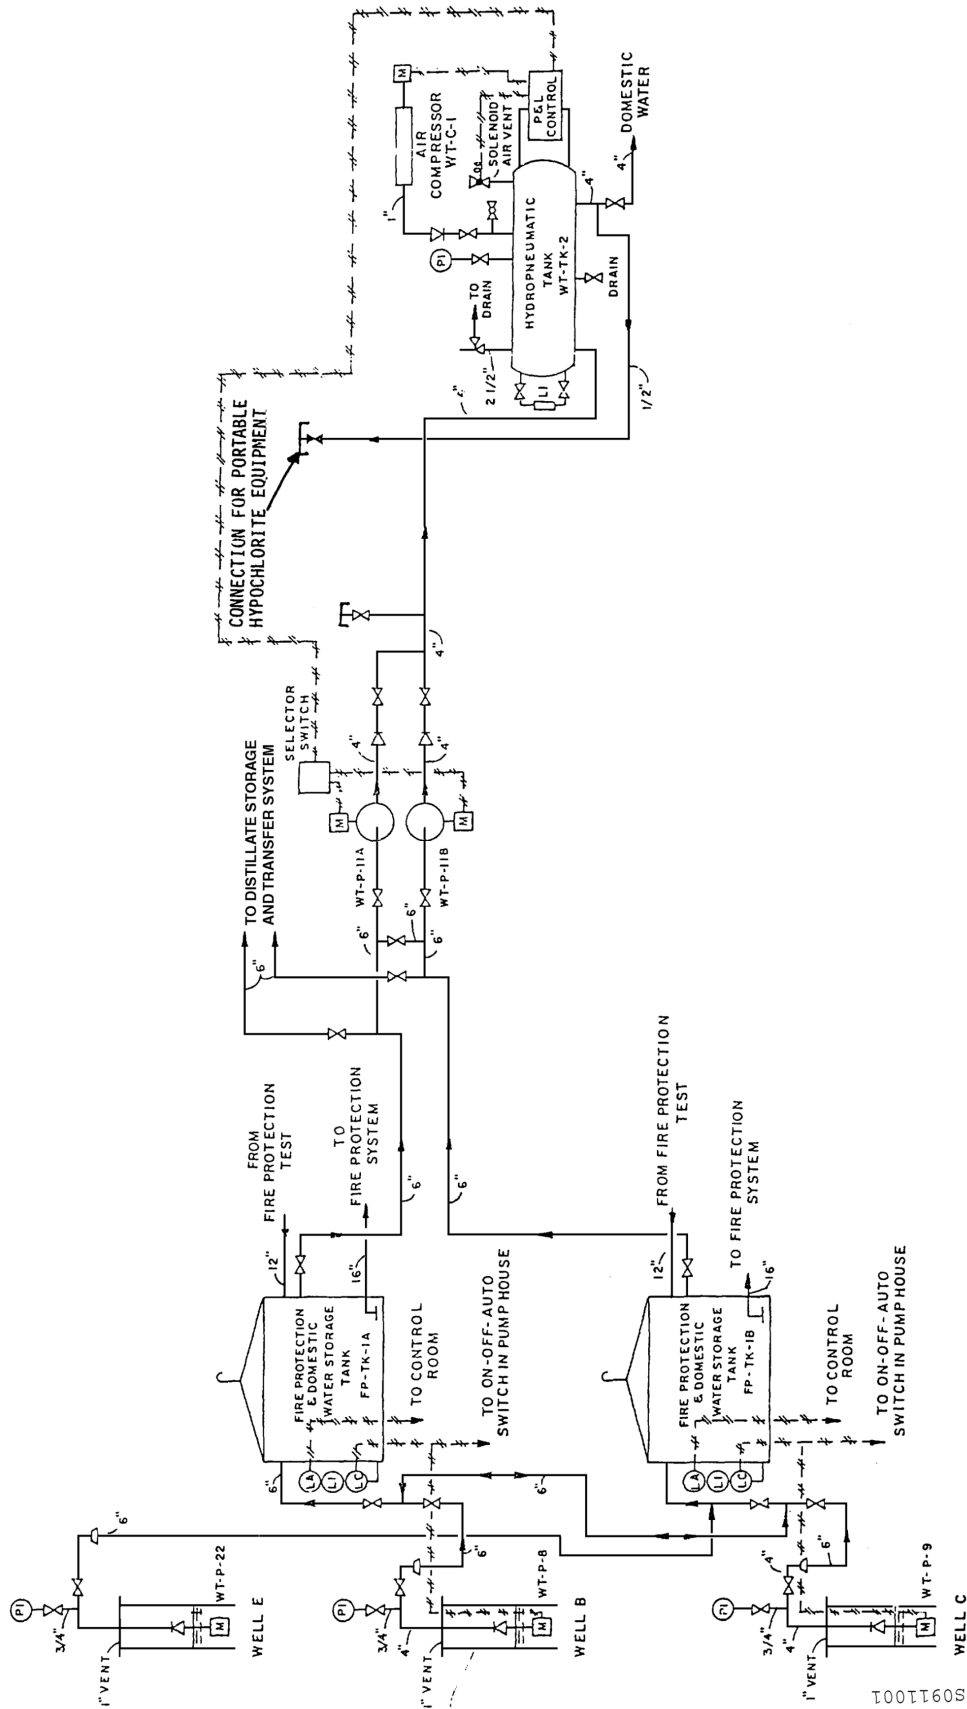 WELL E
WT-P-22
M
1" VENT
3/4"
PI
6"
WELL B
WT-P-8
M
1" VENT
3/4"
4"
PI
6"
WELL C
WT-P-9
M
1" VENT
3/4"
4"
PI
4"
6"
6"
6"
FIRE PROTECTION
& DOMESTIC
WATER STORAGE
TANK
FP-TK-1A
LA
LI
LC
TO CONTROL
ROOM
TO ON-OFF-AUTO
SWITCH IN PUMP HOUSE
12"
FROM
FIRE PROTECTION
TEST
16"
TO
FIRE PROTECTION
SYSTEM
6"
FIRE PROTECTION
& DOMESTIC
WATER STORAGE
TANK
FP-TK-1B
LA
LI
LC
TO CONTROL
ROOM
TO ON-OFF-AUTO
SWITCH IN PUMP HOUSE
12"
FROM FIRE PROTECTION
TEST
16"
TO FIRE PROTECTION
SYSTEM
6"
6"
TO DISTILLATE STORAGE
AND TRANSFER SYSTEM
6"
6"
6"
WT-P-11A
M
WT-P-11B
M
SELECTOR
SWITCH
4"
4"
4"
CONNECTION FOR PORTABLE
HYPOCHLORITE EQUIPMENT
2 1/2"
TO
DRAIN
LI
HYDROPNEUMATIC
TANK
WT-TK-2
PI
1"
AIR
COMPRESSOR
WT-C-1
M
SOLENOID
AIR VENT
P&L
CONTROL
DRAIN
1/2"
4"
4"
DOMESTIC
WATER
S0911001